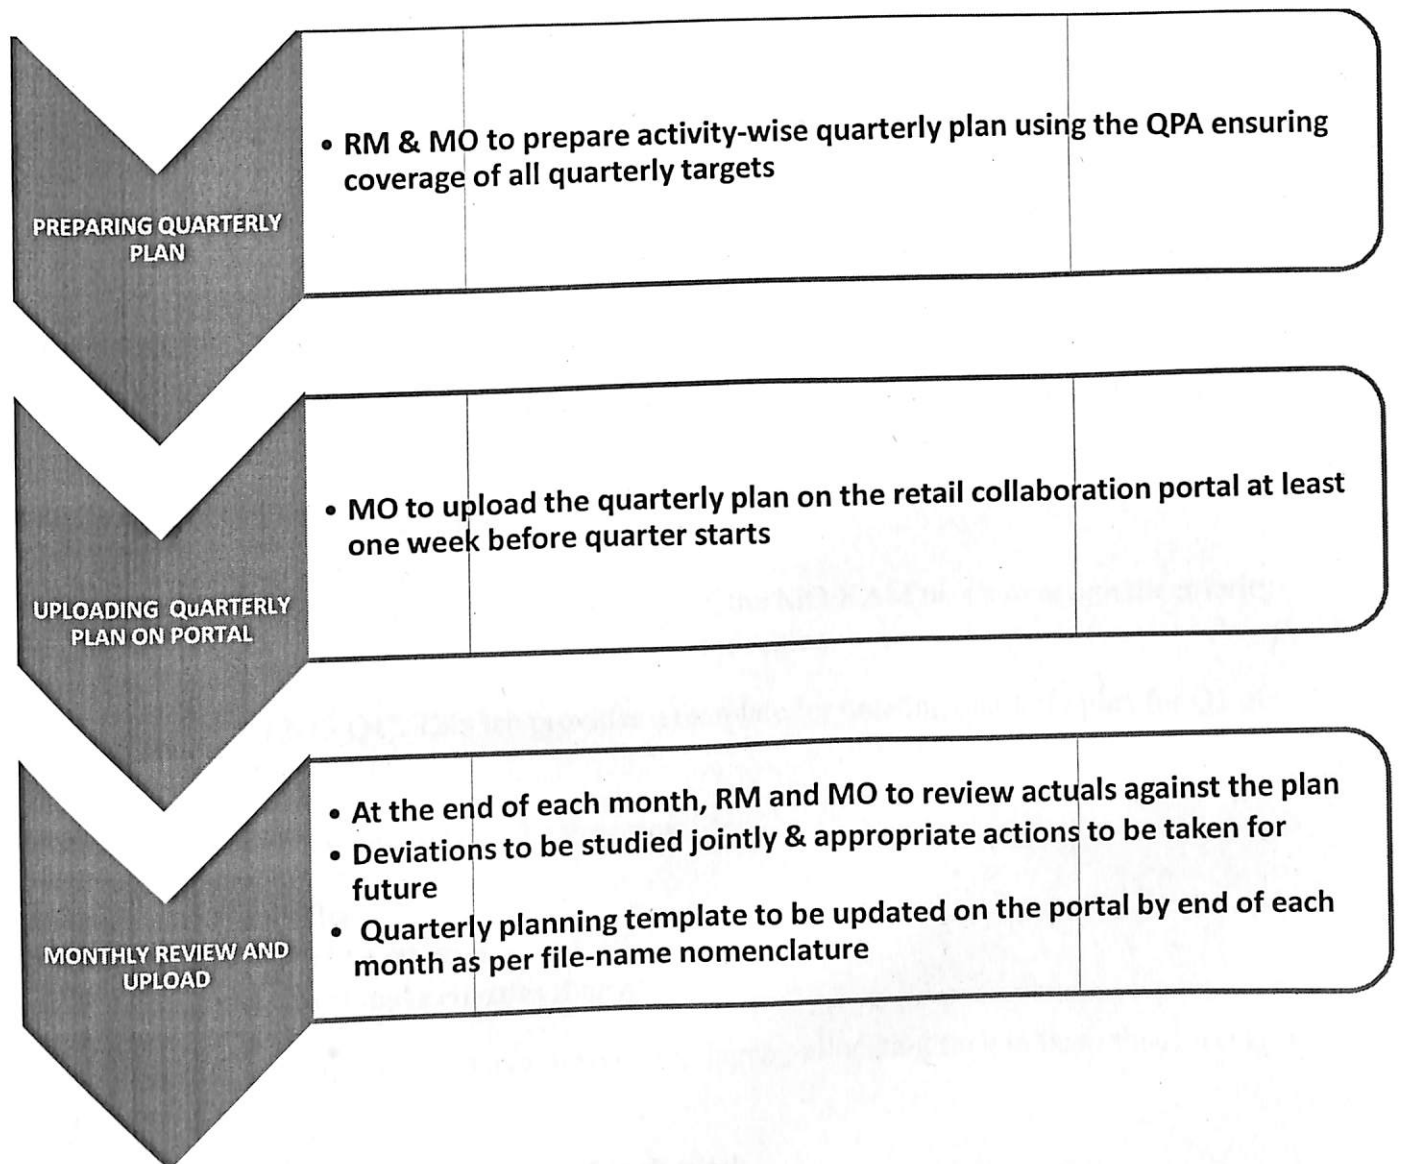 PREPARING QUARTERLY
PLAN
• RM & MO to prepare activity-wise quarterly plan using the QPA ensuring
coverage of all quarterly targets
UPLOADING QuARTERLY
PLAN ON PORTAL
• MO to upload the quarterly plan on the retail collaboration portal at least
one week before quarter starts
MONTHLY REVIEW AND
UPLOAD
• At the end of each month, RM and MO to review actuals against the plan
• Deviations to be studied jointly & appropriate actions to be taken for
future
• Quarterly planning template to be updated on the portal by end of each
month as per file-name nomenclature